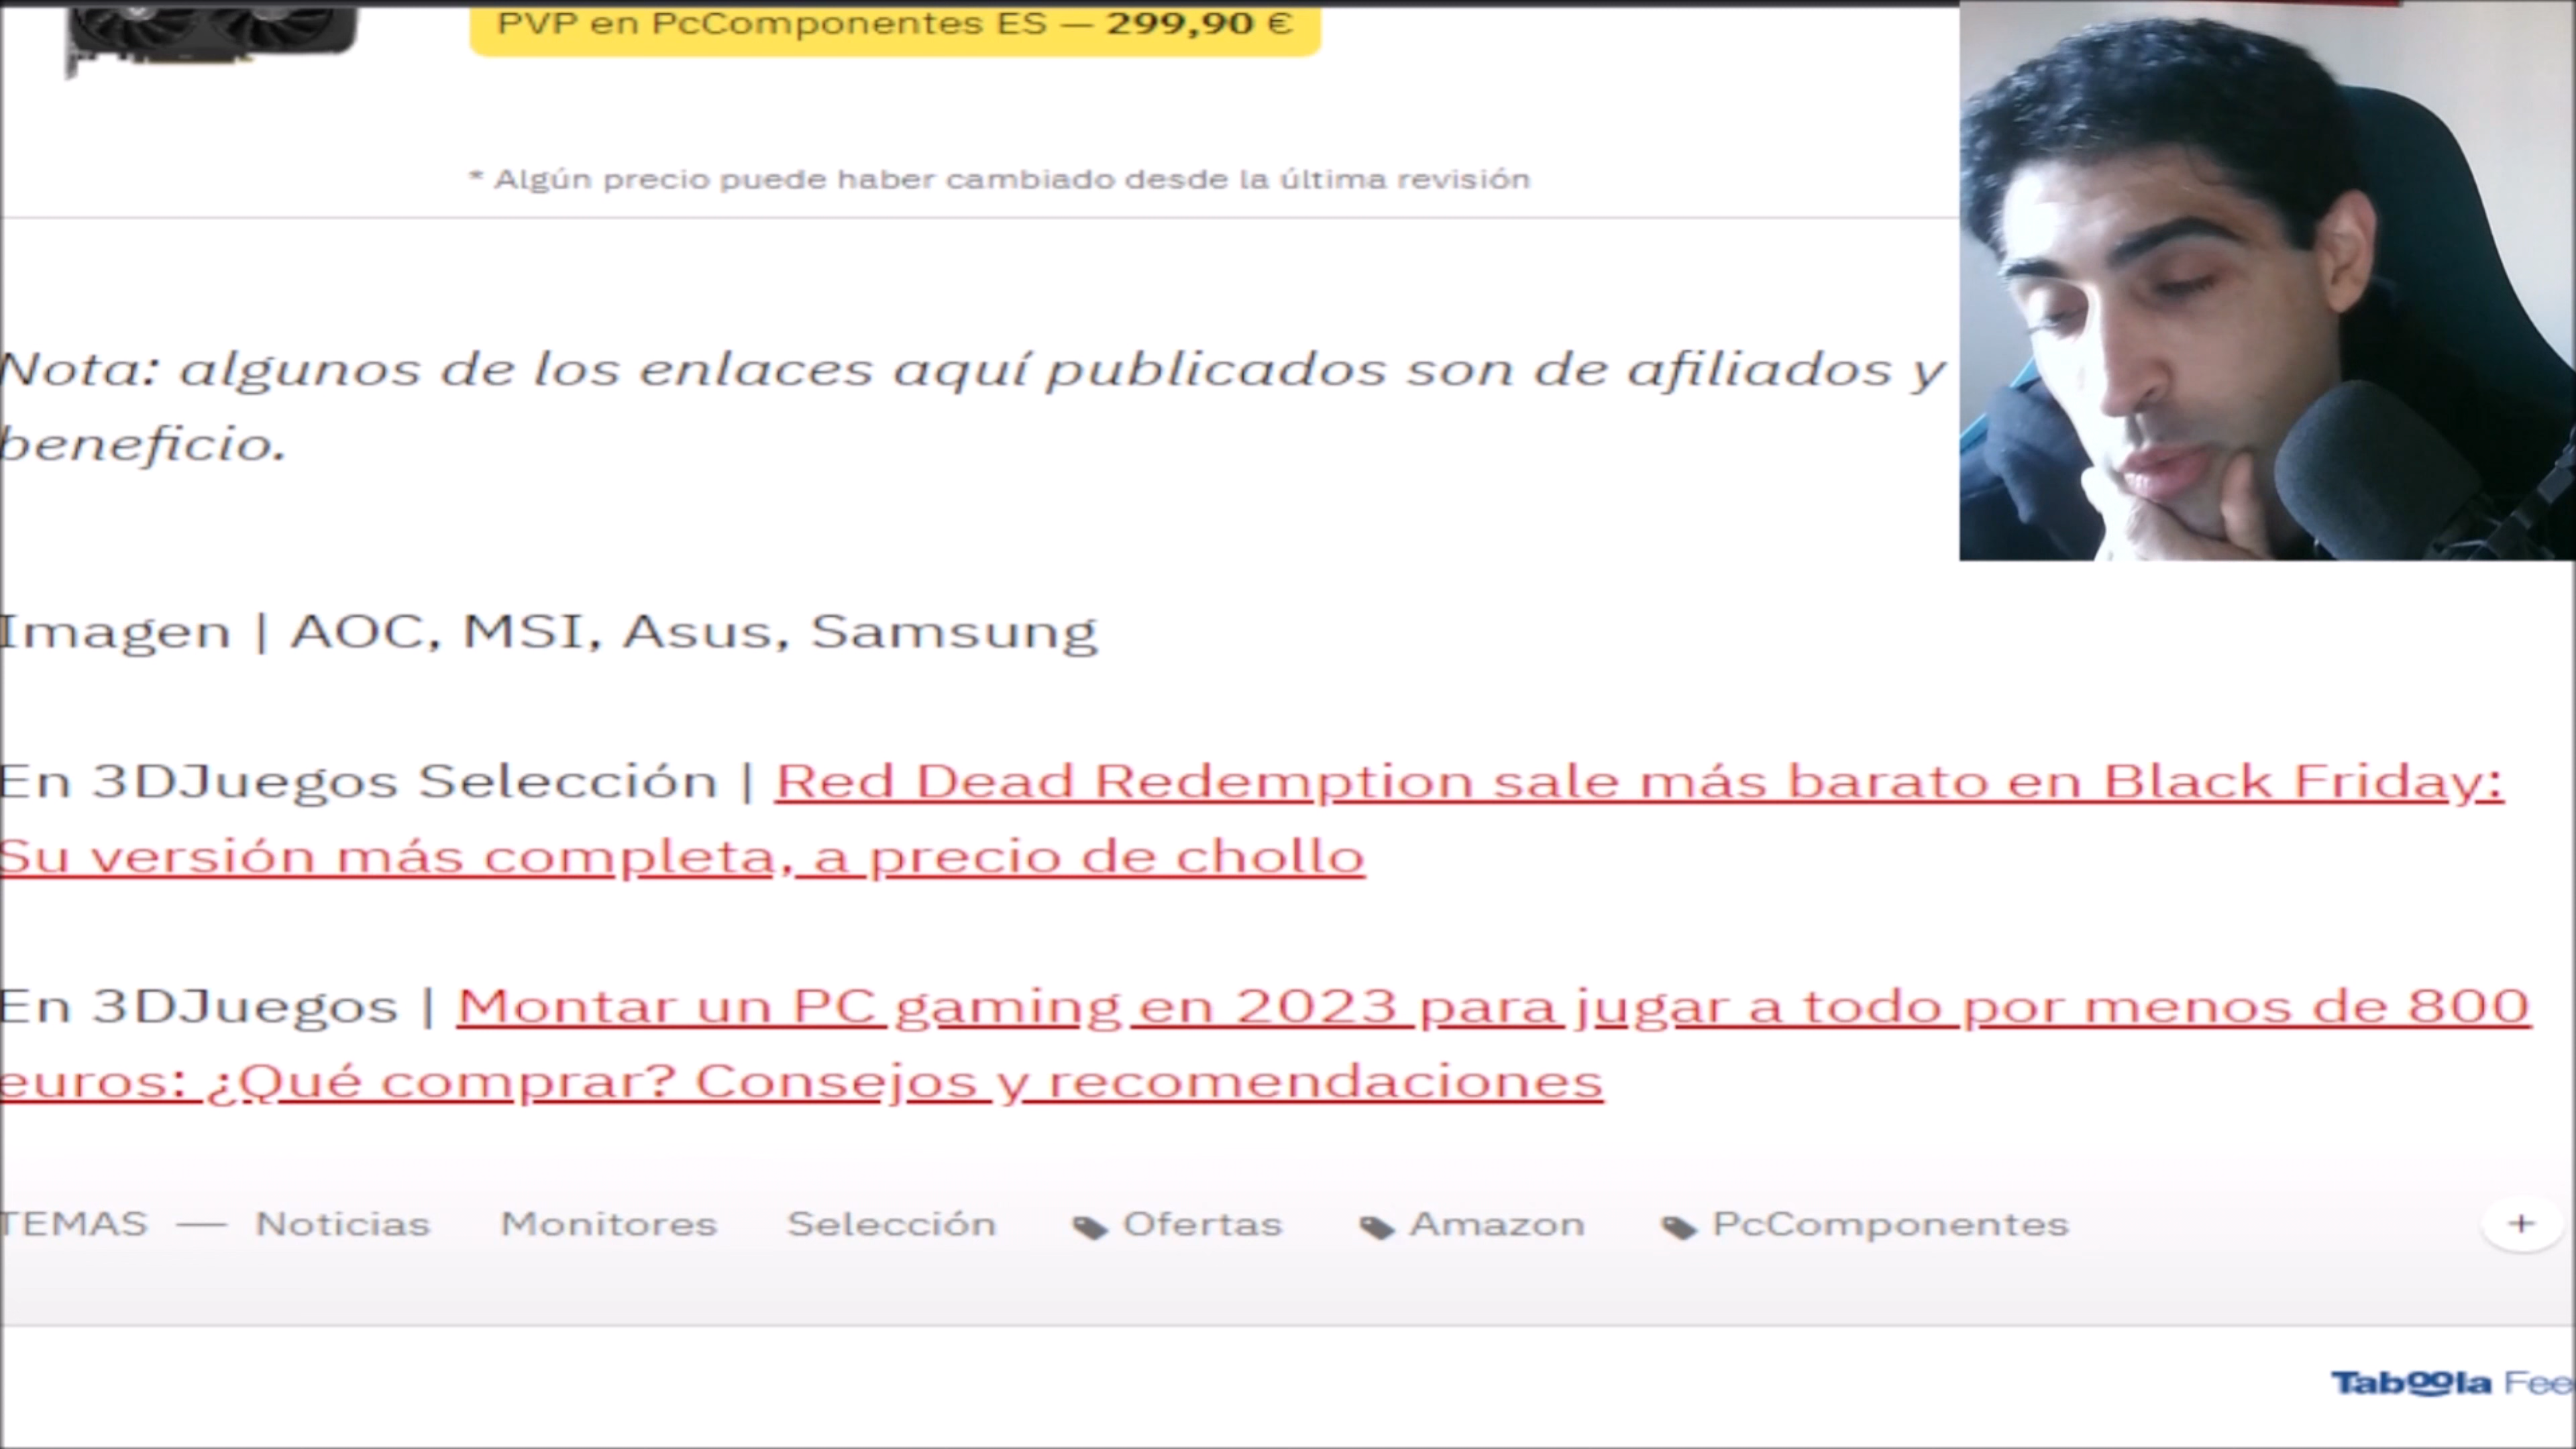 PVP en PcComponentes ES — 299,90 €
* Algún precio puede haber cambiado desde la última revisión
Nota: algunos de los enlaces aquí publicados son de afiliados y
beneficio.
Imagen | AOC, MSI, Asus, Samsung
En 3DJuegos Selección | Red Dead Redemption sale más barato en Black Friday:
Su versión más completa, a precio de chollo
En 3DJuegos | Montar un PC gaming en 2023 para jugar a todo por menos de 800
euros: ¿Qué comprar? Consejos y recomendaciones
TEMAS — Noticias Monitores Selección Ofertas Amazon PcComponentes +
Taboola Fee